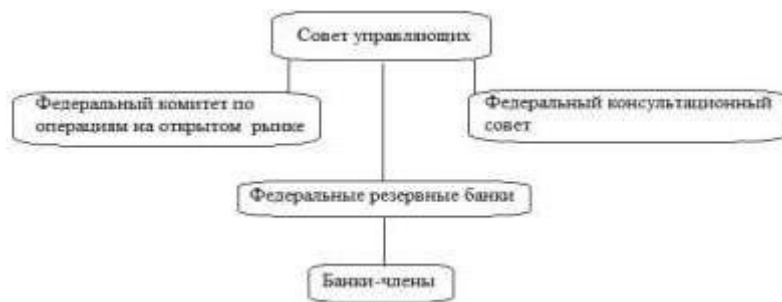 Совет управляющих
Федеральный комитет по
операциям на открытом рынке
Федеральный консультационный
совет
Федеральные резервные банки
Банки-члены